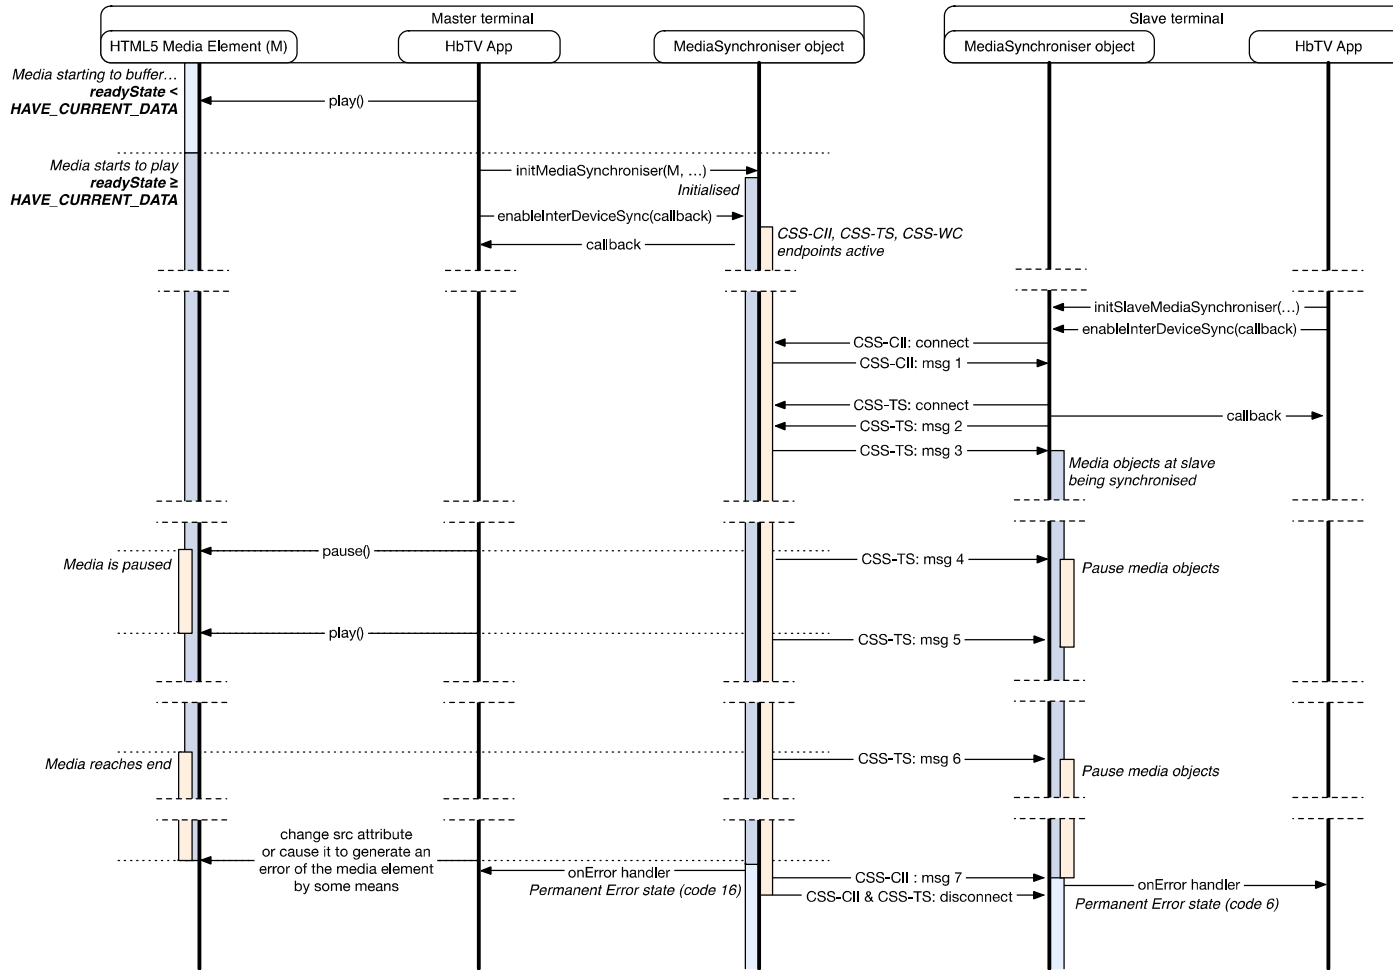 Master terminal
Slave terminal
HTML5 Media Element (M)
HbTV App
MediaSynchroniser object
MediaSynchroniser object
HbTV App
Media starting to buffer...
readyState <
HAVE_CURRENT_DATA
play()
Media starts to play
readyState ≥
HAVE_CURRENT_DATA
initMediaSynchroniser(M, ...)
Initialised
enableInterDeviceSync(callback)
callback
CSS-CII, CSS-TS, CSS-WC
endpoints active
initSlaveMediaSynchroniser(...)
enableInterDeviceSync(callback)
CSS-CII: connect
CSS-CII: msg 1
CSS-TS: connect
callback
CSS-TS: msg 2
CSS-TS: msg 3
Media objects at slave
being synchronised
pause()
Media is paused
CSS-TS: msg 4
Pause media objects
play()
CSS-TS: msg 5
Media reaches end
CSS-TS: msg 6
Pause media objects
change src attribute
or cause it to generate an
error of the media element
by some means
onError handler
Permanent Error state (code 16)
CSS-CII : msg 7
CSS-CII & CSS-TS: disconnect
onError handler
Permanent Error state (code 6)